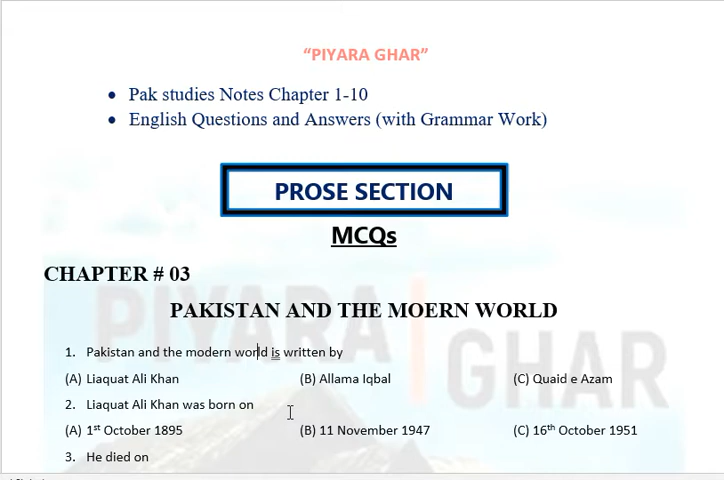 “PIYARA GHAR”
• Pak studies Notes Chapter 1-10
• English Questions and Answers (with Grammar Work)
PROSE SECTION
MCQs
CHAPTER # 03
PAKISTAN AND THE MOERN WORLD
1. Pakistan and the modern world is written by
(A) Liaquat Ali Khan (B) Allama Iqbal (C) Quaid e Azam
2. Liaquat Ali Khan was born on
(A) 1st October 1895 (B) 11 November 1947 (C) 16th October 1951
3. He died on
PIYARA GHAR